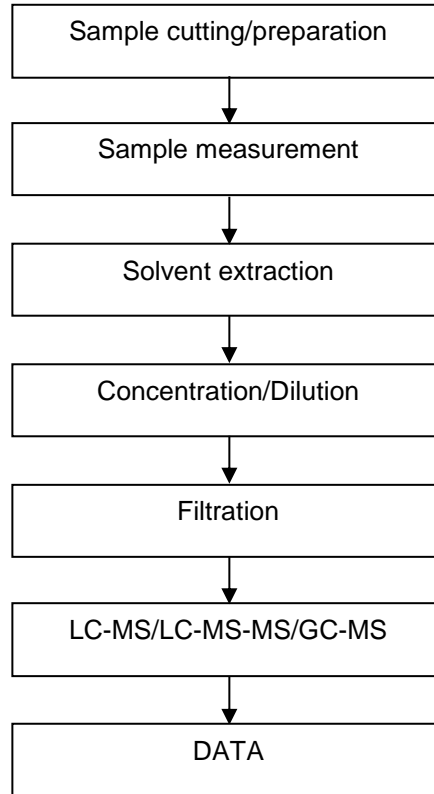 Sample cutting/preparation
Sample measurement
Solvent extraction
Concentration/Dilution
Filtration
LC-MS/LC-MS-MS/GC-MS
DATA